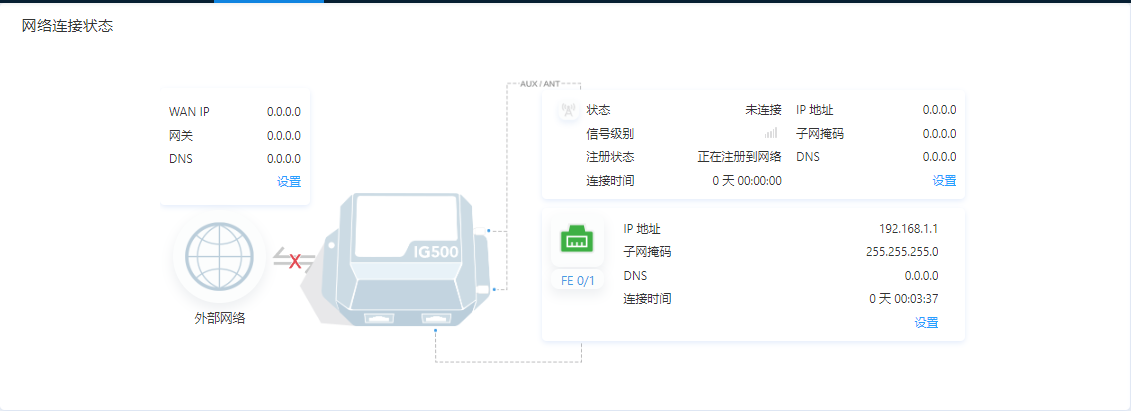 网络连接状态
AUX / ANT
WAN IP 0.0.0.0
网关 0.0.0.0
DNS 0.0.0.0
设置
状态 未连接 IP 地址 0.0.0.0
信号级别 子网掩码 0.0.0.0
注册状态 正在注册到网络 DNS 0.0.0.0
连接时间 0 天 00:00:00 设置
IG500
外部网络
FE 0/1
IP 地址 192.168.1.1
子网掩码 255.255.255.0
DNS 0.0.0.0
连接时间 0 天 00:03:37
设置